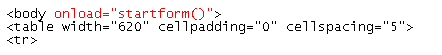 <body onload="startform()">
<table width="620" cellpadding="0" cellspacing="5">
<tr>